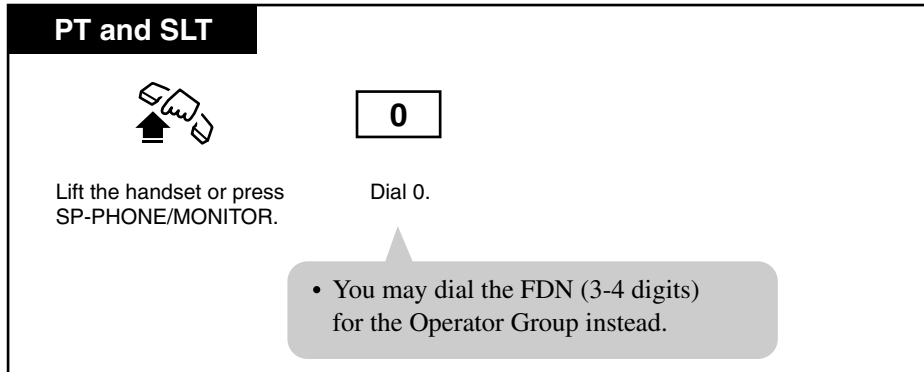 PT and SLT
0
Lift the handset or press
SP-PHONE/MONITOR.
Dial 0.
• You may dial the FDN (3-4 digits)
for the Operator Group instead.